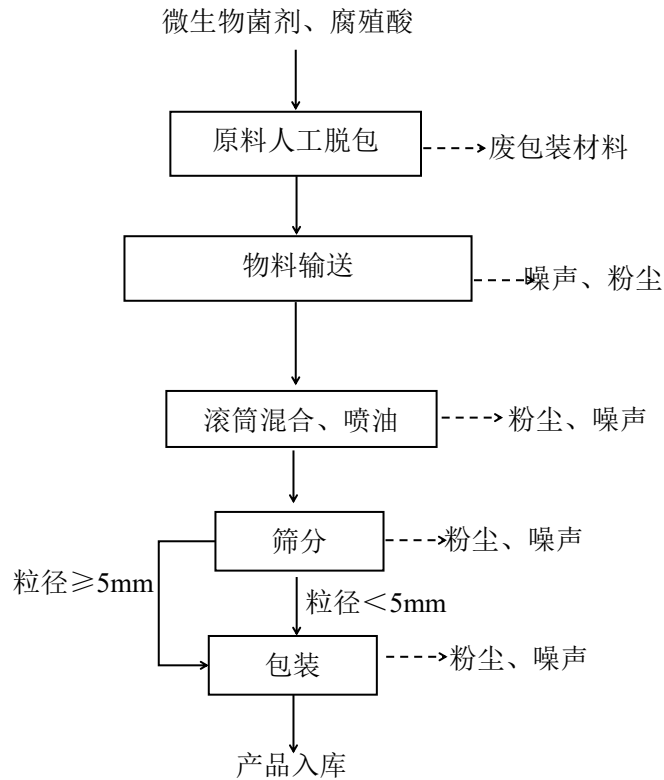 微生物菌剂、腐殖酸
原料人工脱包
废包装材料
物料输送
噪声、粉尘
滚筒混合、喷油
粉尘、噪声
筛分
粉尘、噪声
粒径≥5mm
粒径＜5mm
包装
粉尘、噪声
产品入库